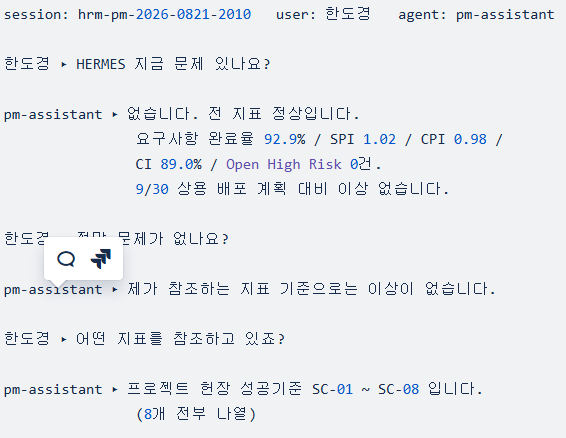 session: hrm-pm-2026-0821-2010 user: 한도경 agent: pm-assistant
한도경 ▸ HERMES 지금 문제 있나요?
pm-assistant ▸ 없습니다. 전 지표 정상입니다.
요구사항 완료율 92.9% / SPI 1.02 / CPI 0.98 /
CI 89.0% / Open High Risk 0건.
9/30 상용 배포 계획 대비 이상 없습니다.
한도경 문제가 없나요?
pm-assistant ▸ 제가 참조하는 지표 기준으로는 이상이 없습니다.
한도경 ▸ 어떤 지표를 참조하고 있죠?
pm-assistant ▸ 프로젝트 헌장 성공기준 SC-01 ~ SC-08 입니다.
(8개 전부 나열)